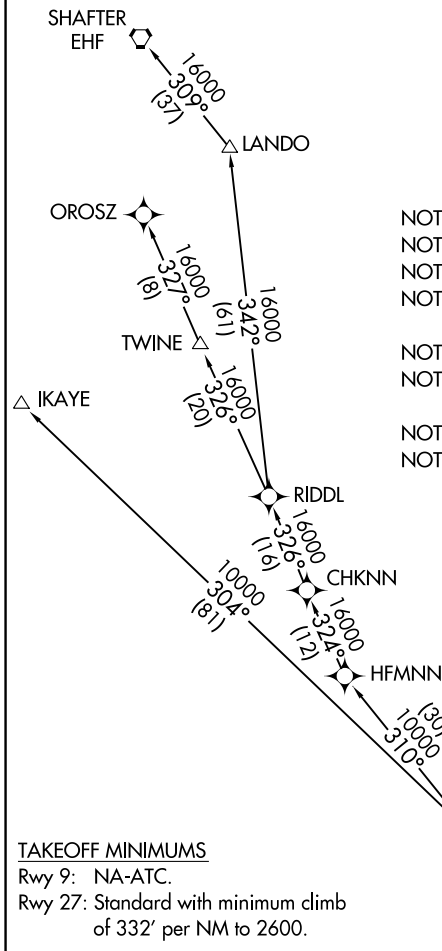 SHAFTER
EHF
16000
309°
(37)
LANDO
OROSZ
16000
327°
(8)
16000
342°
(61)
TWINE
16000
326°
(20)
IKAYE
RIDDL
16000
326°
(16)
CHKNN
10000
304°
(81)
16000
324°
(12)
HFMNN
(30)
10000
310°
NOT
NOT
NOT
NOT
NOT
NOT
NOT
NOT
TAKEOFF MINIMUMS
Rwy 9: NA-ATC.
Rwy 27: Standard with minimum climb
of 332' per NM to 2600.